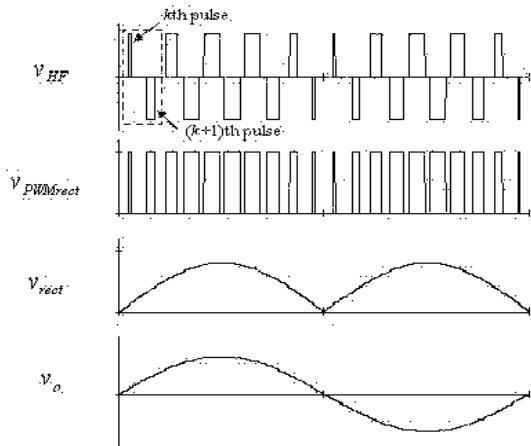 kth pulse
v_HF
(k+1)th pulse
v_PWMrect
v_rect
v_o